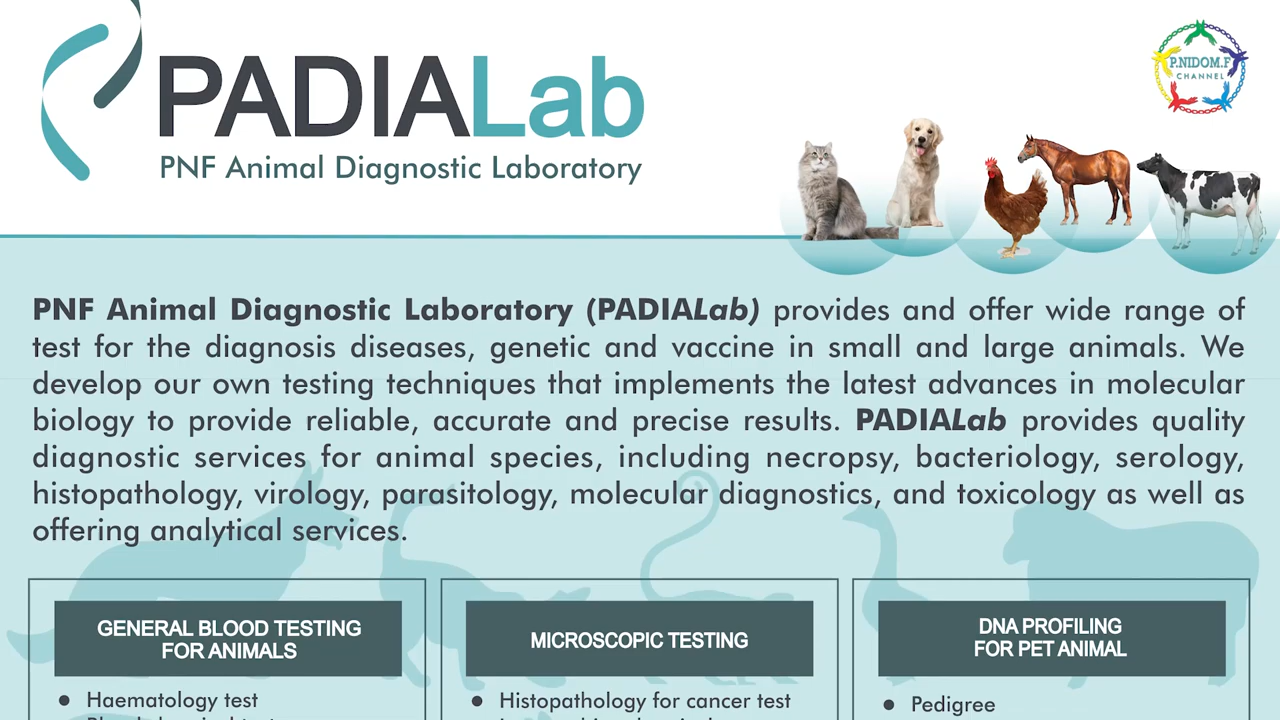 PADIALab
PNF Animal Diagnostic Laboratory
P.NIDOM.F
CHANNEL
PNF Animal Diagnostic Laboratory (PADIALab) provides and offer wide range of
test for the diagnosis diseases, genetic and vaccine in small and large animals. We
develop our own testing techniques that implements the latest advances in molecular
biology to provide reliable, accurate and precise results. PADIALab provides quality
diagnostic services for animal species, including necropsy, bacteriology, serology,
histopathology, virology, parasitology, molecular diagnostics, and toxicology as well as
offering analytical services.
GENERAL BLOOD TESTING
FOR ANIMALS
● Haematology test
MICROSCOPIC TESTING
● Histopathology for cancer test
DNA PROFILING
FOR PET ANIMAL
● Pedigree